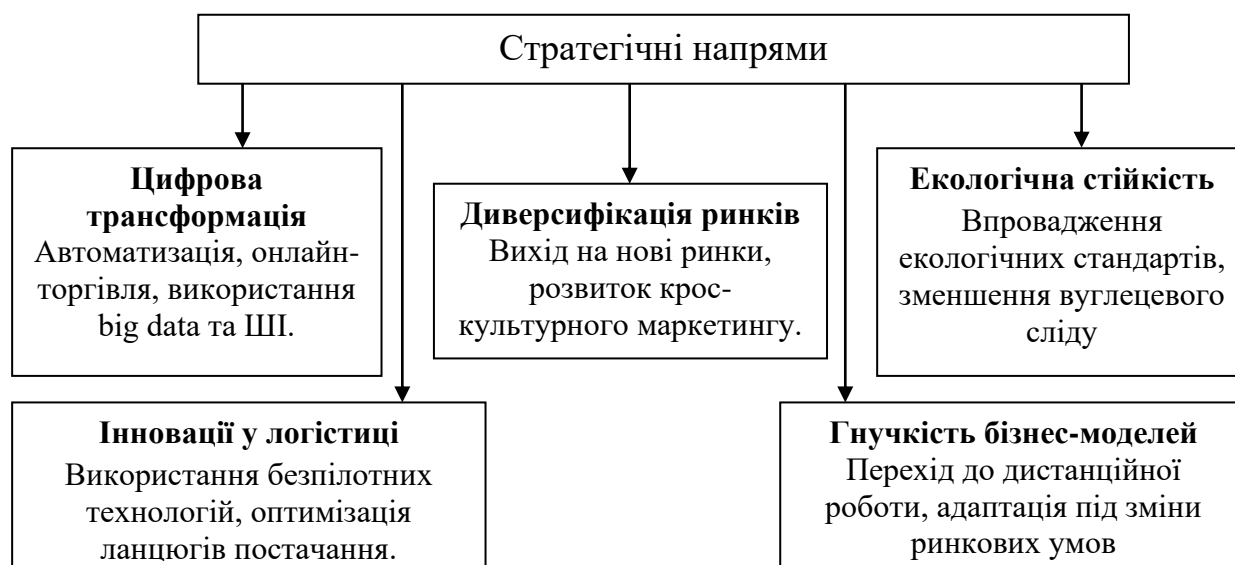 Стратегічні напрями
Цифрова
трансформація
Автоматизація, онлайн-
торгівля, використання
big data та ШІ.
Диверсифікація ринків
Вихід на нові ринки,
розвиток крос-
культурного маркетингу.
Екологічна стійкість
Впровадження
екологічних стандартів,
зменшення вуглецевого
сліду
Інновації у логістиці
Використання безпілотних
технологій, оптимізація
ланцюгів постачання.
Гнучкість бізнес-моделей
Перехід до дистанційної
роботи, адаптація під зміни
ринкових умов